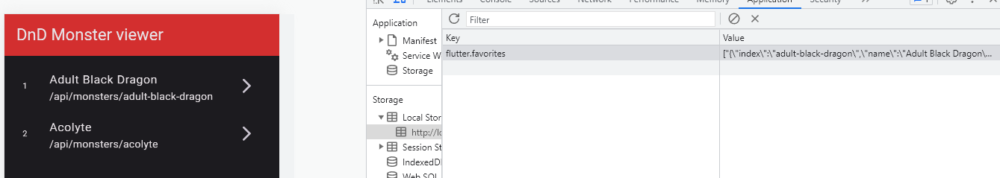 DnD Monster viewer
1
Adult Black Dragon
/api/monsters/adult-black-dragon
2
Acolyte
/api/monsters/acolyte
Elements Console Sources Network Performance Memory Application Security
1
Application
Manifest
Service W
Storage
Storage
Local Stor
http://lo
Session St
IndexedD
Web SQL
Filter
Key Value
flutter.favorites ["{\"index\":\"adult-black-dragon\",\"name\":\"Adult Black Dragon\...